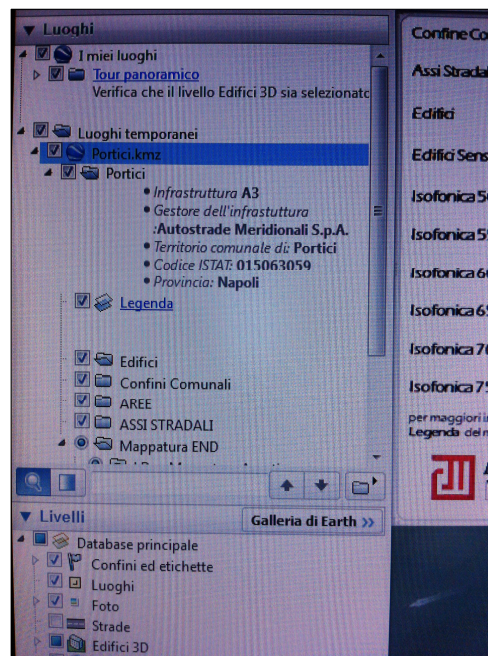 Luoghi
I miei luoghi
Tour panoramico
Verifica che il livello Edifici 3D sia selezionato
Luoghi temporanei
Portici.kmz
Portici
• Infrastruttura A3
• Gestore dell'infrastuttura
:Autostrade Meridionali S.p.A.
• Territorio comunale di: Portici
• Codice ISTAT: 015063059
• Provincia: Napoli
Legenda
Edifici
Confini Comunali
AREE
ASSI STRADALI
Mappatura END
Livelli
Galleria di Earth >>
Database principale
Confini ed etichette
Luoghi
Foto
Strade
Edifici 3D
Confine Co
Assi Stradal
Edifici
Edifici Sens
Isofonica 5
Isofonica 5
Isofonica 6
Isofonica 6
Isofonica 7
Isofonica 7
per maggiori i
Legenda del